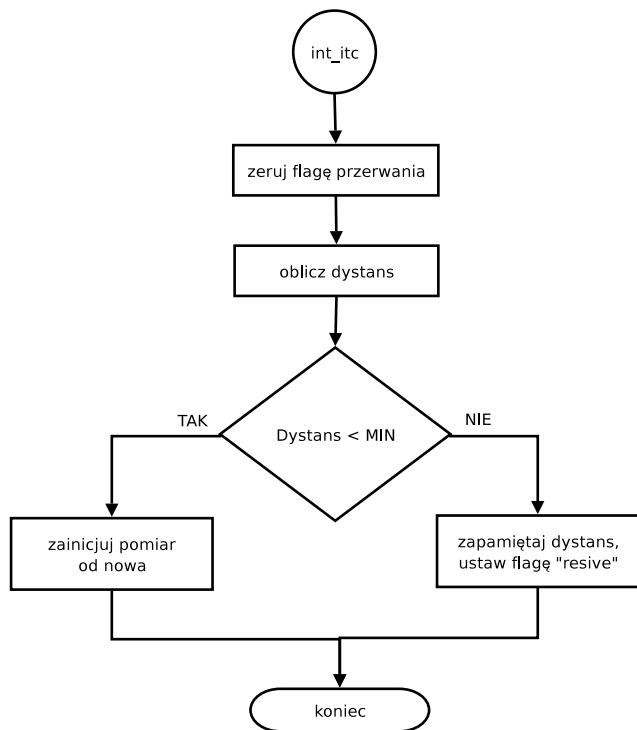 int_itc
zeruj flagę przerwania
oblicz dystans
TAK
NIE
Dystans < MIN
zainicjuj pomiar
od nowa
zapamiętaj dystans,
ustaw flagę "resive"
koniec